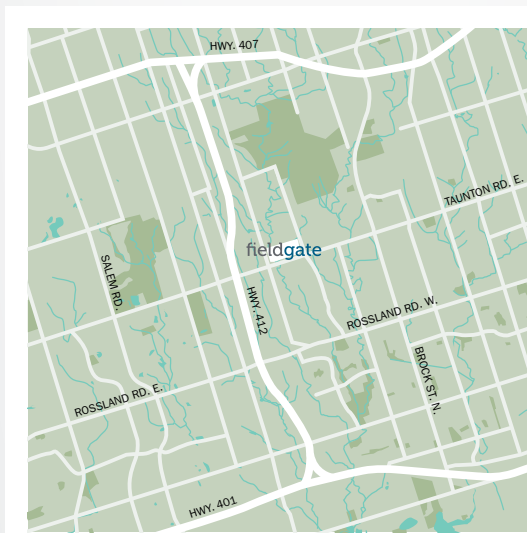 HWY. 407
TAUNTON RD. E.
fieldgate
SALEM RD.
HWY. 412
ROSSLAND RD. W.
BROCK ST. N.
ROSSLAND RD. E.
HWY. 401